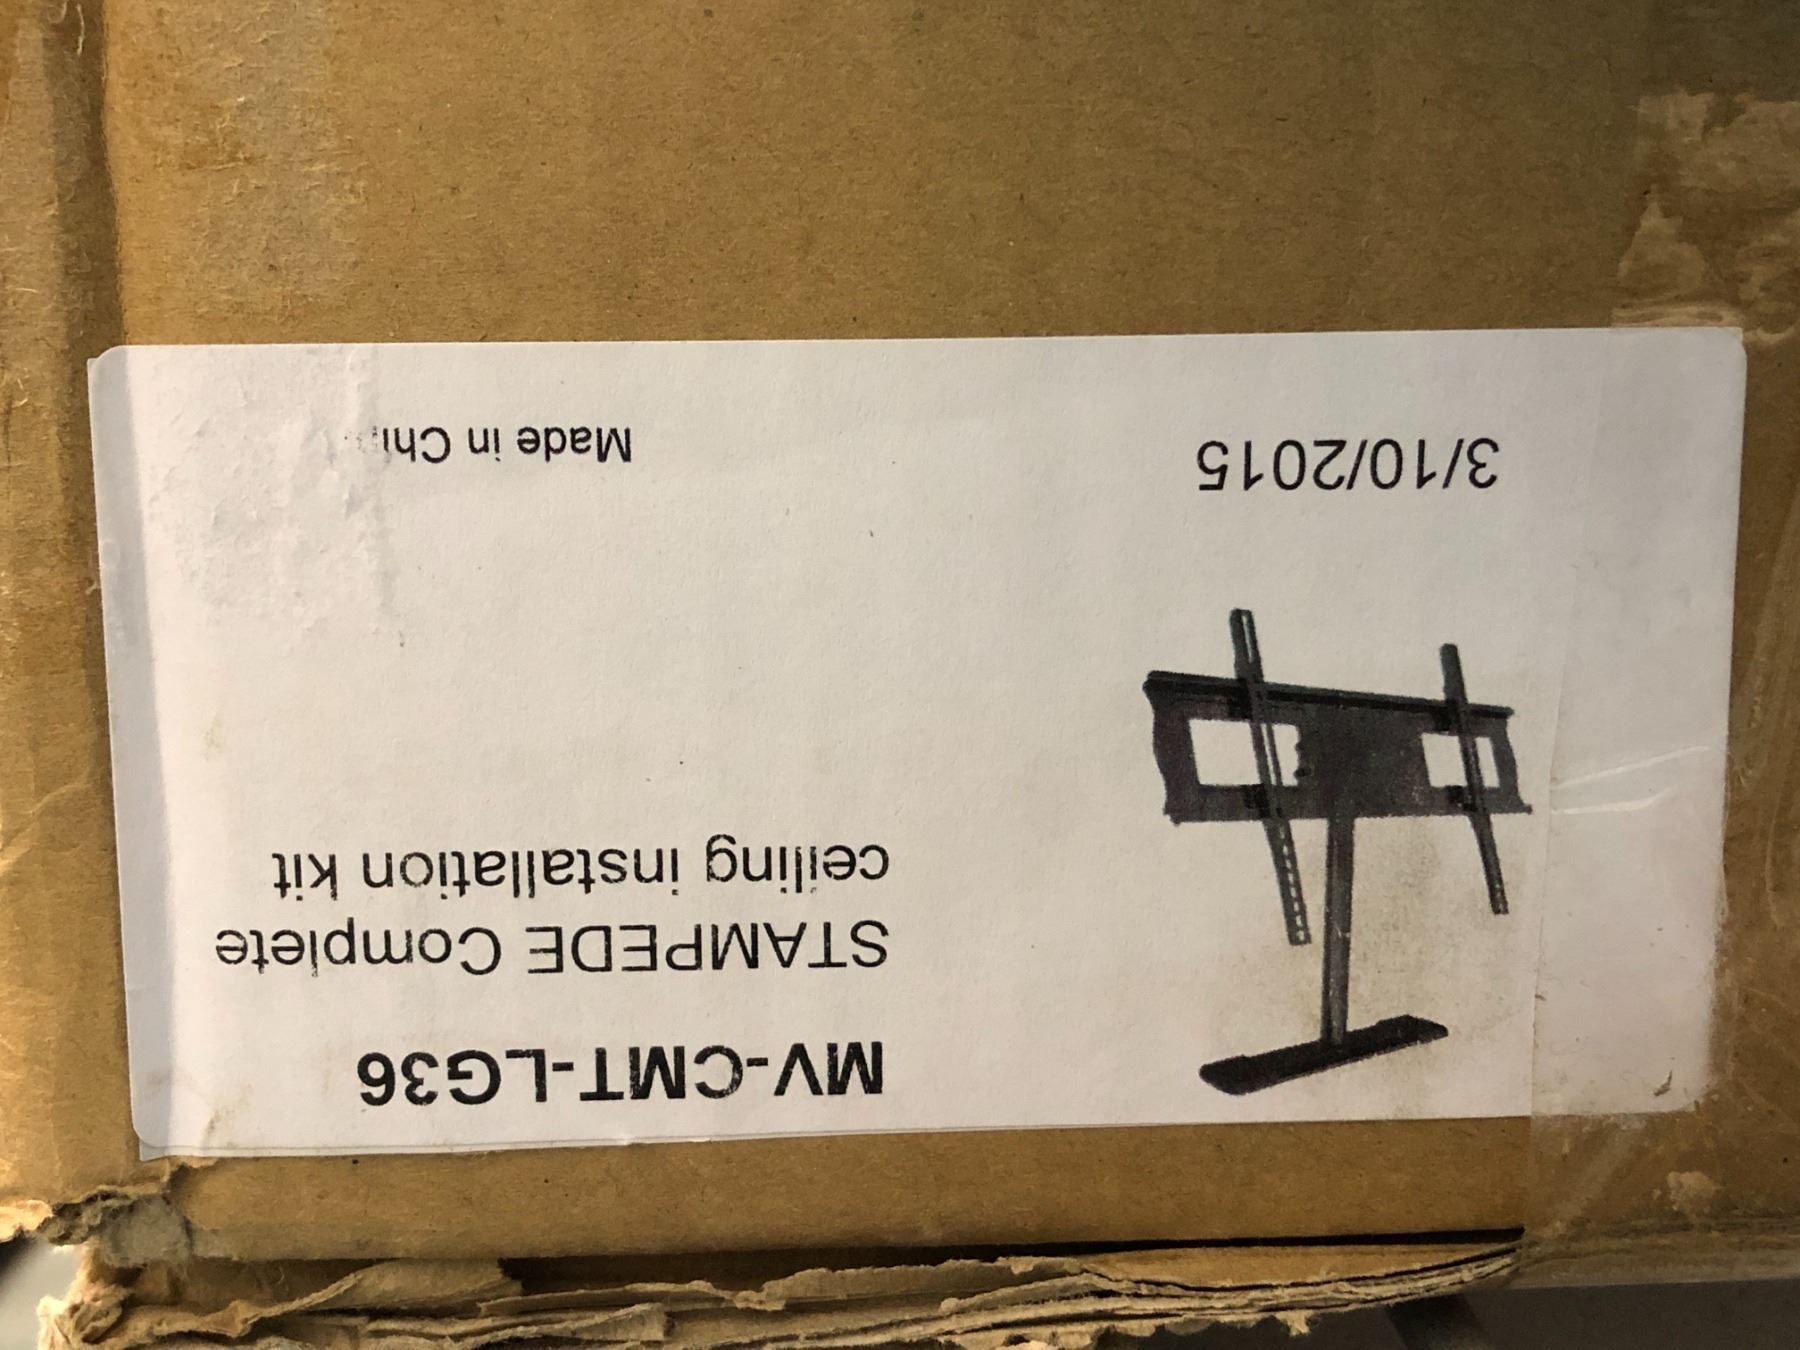 MV-CMT-LG36
STAMPEDE Complete
ceiling installation kit
3/10/2015
Made in